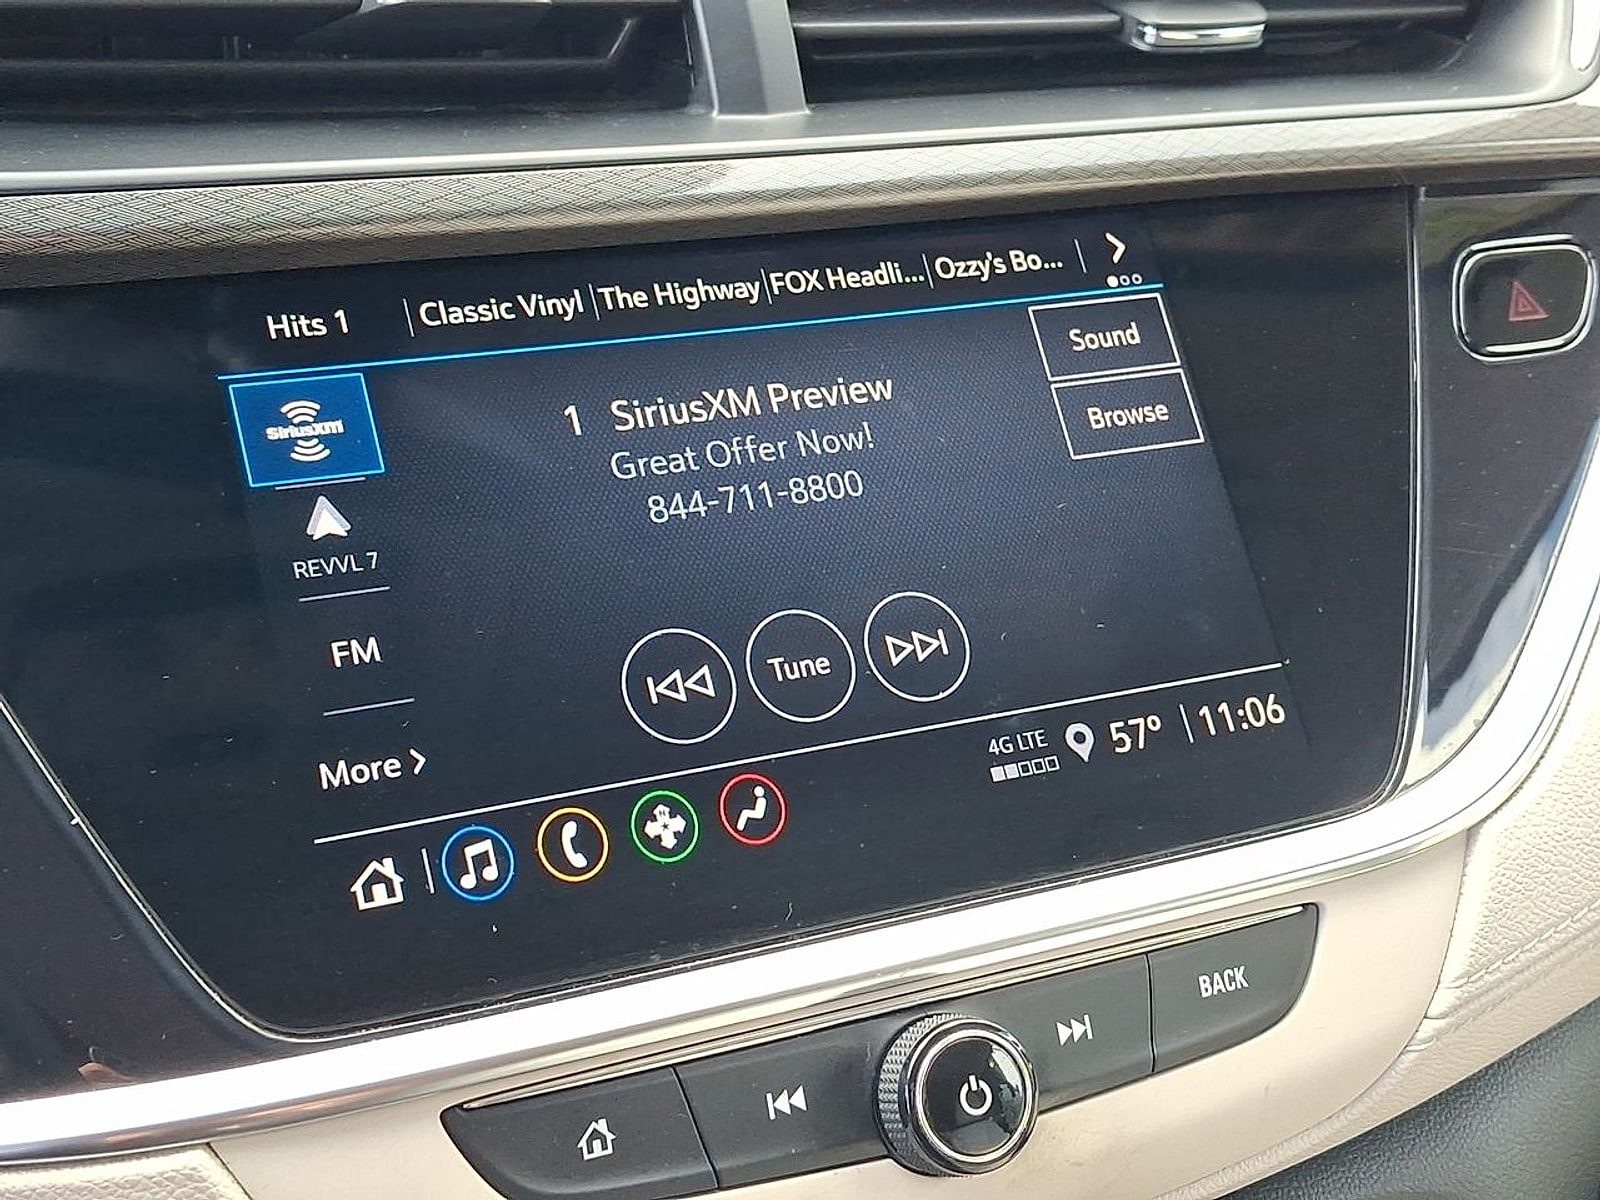 Hits 1 Classic Vinyl The Highway FOX Headli... Ozzy's Bo...
SiriusXM
1 SiriusXM Preview
Great Offer Now!
844-711-8800
Sound
Browse
REVVL 7
FM
More
Tune
4G LTE 57° 11:06
BACK